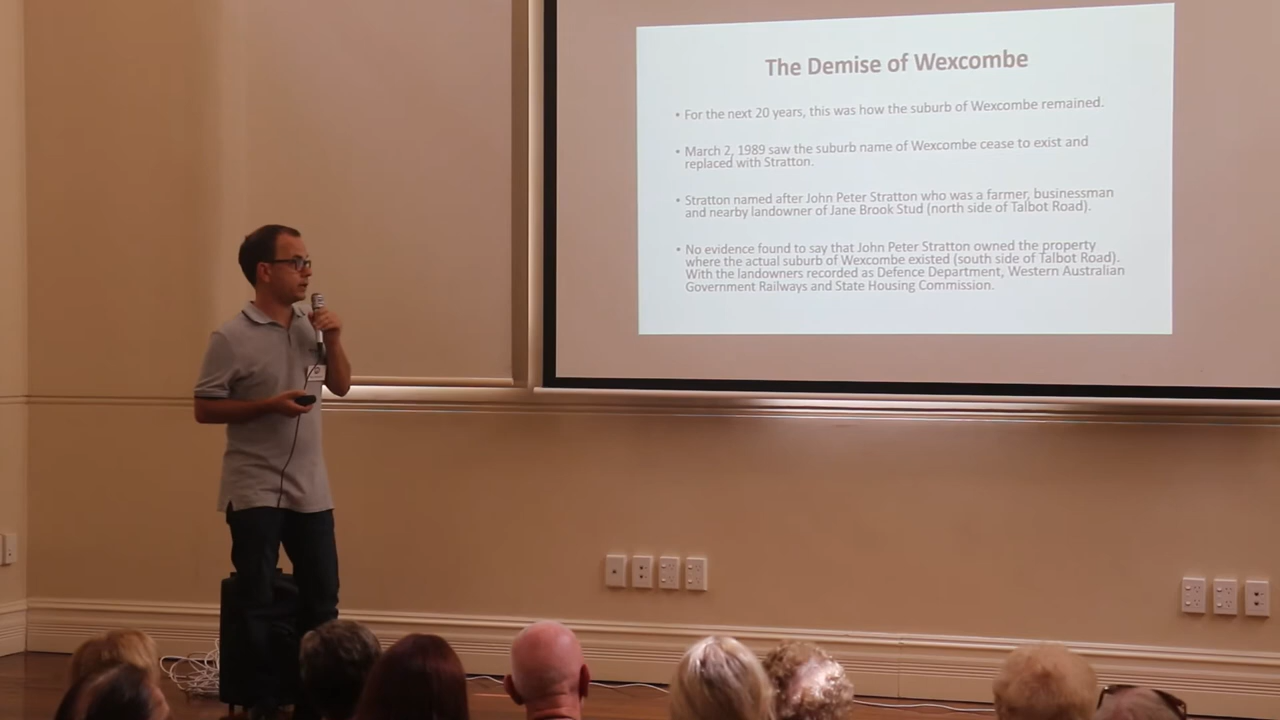 The Demise of Wexcombe
• For the next 20 years, this was how the suburb of Wexcombe remained.
• March 2, 1989 saw the suburb name of Wexcombe cease to exist and
replaced with Stratton.
• Stratton named after John Peter Stratton who was a farmer, businessman
and nearby landowner of Jane Brook Stud (north side of Talbot Road).
• No evidence found to say that John Peter Stratton owned the property
where the actual suburb of Wexcombe existed (south side of Talbot Road).
With the landowners recorded as Defence Department, Western Australian
Government Railways and State Housing Commission.